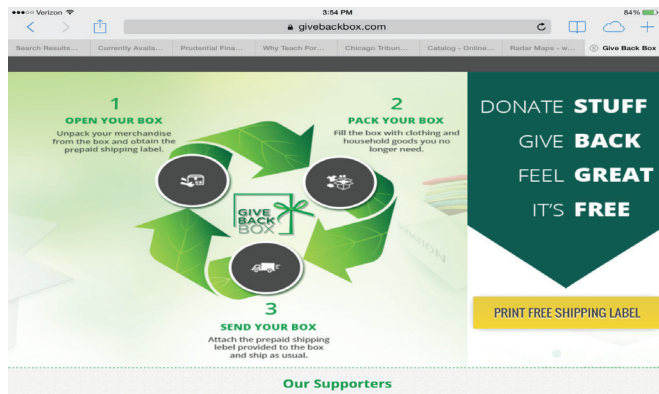 Verizon 3:54 PM 84%
givebackbox.com
Search Results... Currently Availa... Prudential Fina... Why Teach For... Chicago Tribun... Catalog - Online... Radar Maps - w... Give Back Box
1
OPEN YOUR BOX
Unpack your merchandise
from the box and obtain the
prepaid shipping label.
2
PACK YOUR BOX
Fill the box with clothing and
household goods you no
longer need.
GIVE
BACK
BOX
3
SEND YOUR BOX
Attach the prepaid shipping
lebel provided to the box
and ship as usual.
DONATE STUFF
GIVE BACK
FEEL GREAT
IT'S FREE
PRINT FREE SHIPPING LABEL
Our Supporters